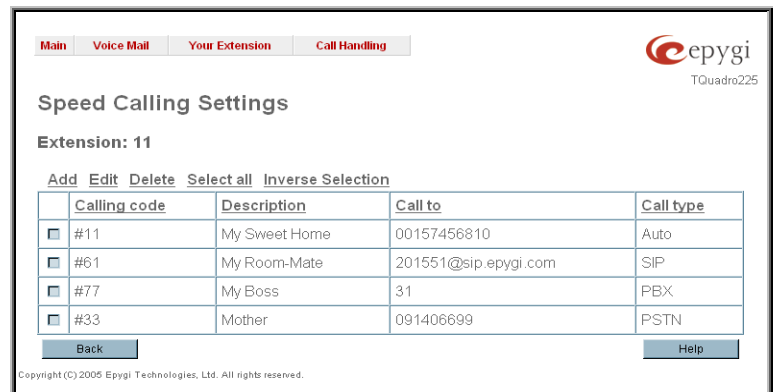 Main Voice Mail Your Extension Call Handling
epygi
TQuadro225
Speed Calling Settings
Extension: 11
Add Edit Delete Select all Inverse Selection
Calling code Description Call to Call type
#11 My Sweet Home 00157456810 Auto
#61 My Room-Mate 201551@sip.epygi.com SIP
#77 My Boss 31 PBX
#33 Mother 091406699 PSTN
Back Help
Copyright (C) 2005 Epygi Technologies, Ltd. All rights reserved.